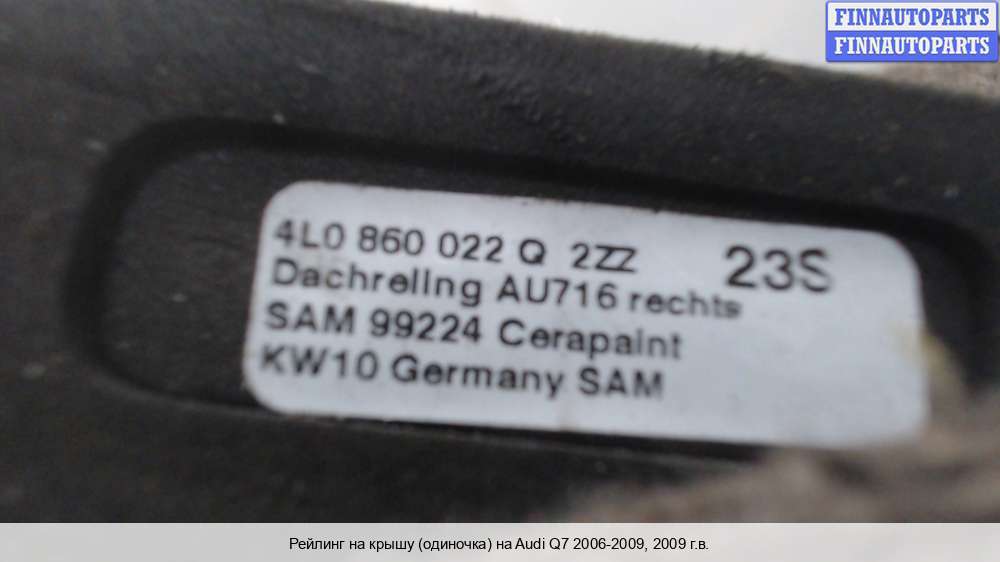 FINNAUTOPARTS
FINNAUTOPARTS
4L0 860 022 Q 2ZZ 23S
Dachreling AU716 rechts
SAM 99224 Cerapaint
KW10 Germany SAM
Рейлинг на крышу (одиночка) на Audi Q7 2006-2009, 2009 г.в.